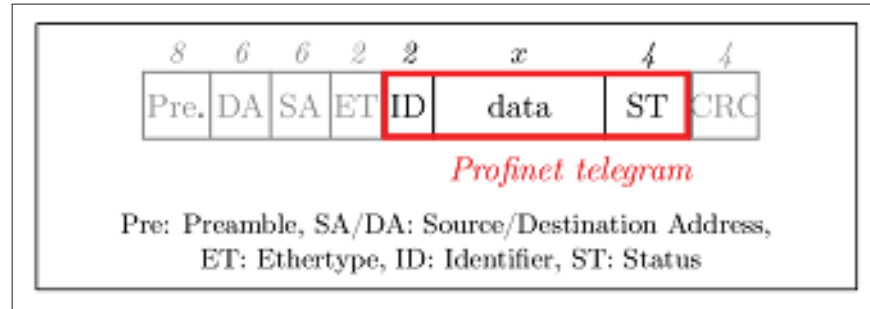 8 6 6 2 2 x 4 4
Pre. DA SA ET ID data ST CRC
Profinet telegram
Pre: Preamble, SA/DA: Source/Destination Address,
ET: Ethertype, ID: Identifier, ST: Status